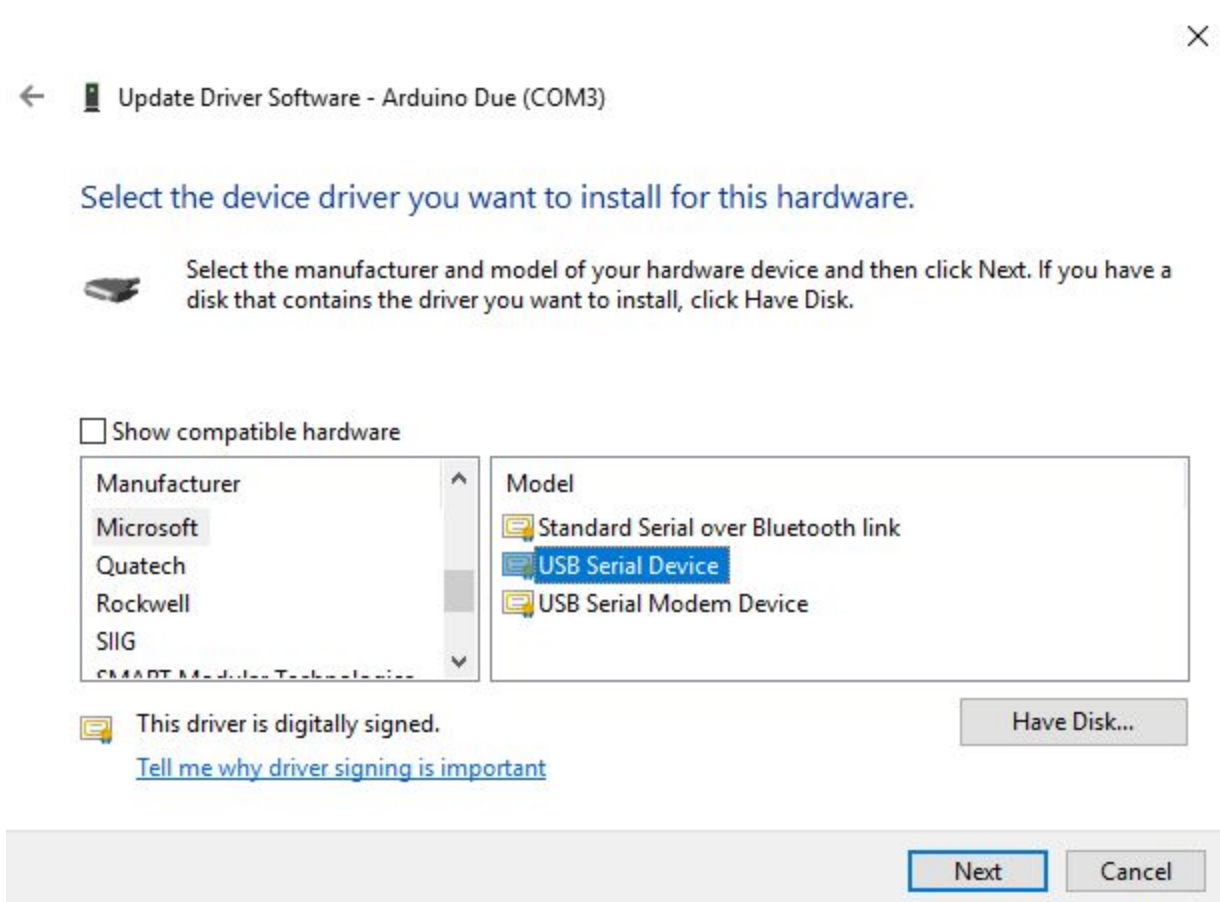 Update Driver Software - Arduino Due (COM3)
Select the device driver you want to install for this hardware.
Select the manufacturer and model of your hardware device and then click Next. If you have a
disk that contains the driver you want to install, click Have Disk.
Show compatible hardware
Manufacturer
Microsoft
Quatech
Rockwell
SIIG
SMART Modular Technologies
Model
Standard Serial over Bluetooth link
USB Serial Device
USB Serial Modem Device
This driver is digitally signed.
Tell me why driver signing is important
Have Disk...
Next
Cancel